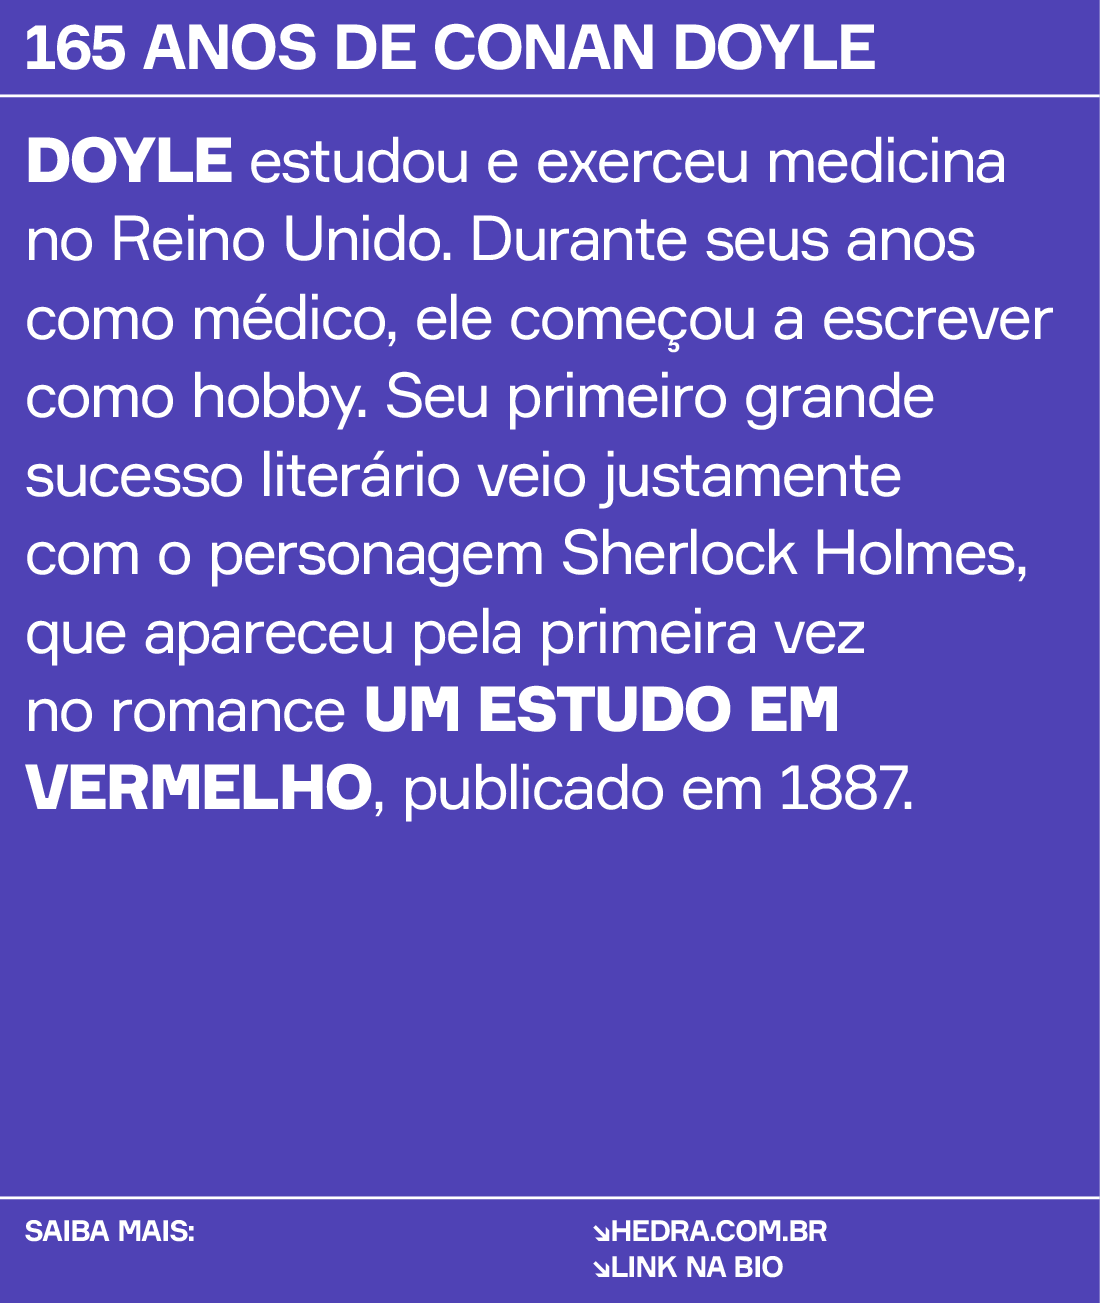 165 ANOS DE CONAN DOYLE
DOYLE estudou e exerceu medicina
no Reino Unido. Durante seus anos
como médico, ele começou a escrever
como hobby. Seu primeiro grande
sucesso literário veio justamente
com o personagem Sherlock Holmes,
que apareceu pela primeira vez
no romance UM ESTUDO EM
VERMELHO, publicado em 1887.
SAIBA MAIS:
↘HEDRA.COM.BR
↘LINK NA BIO